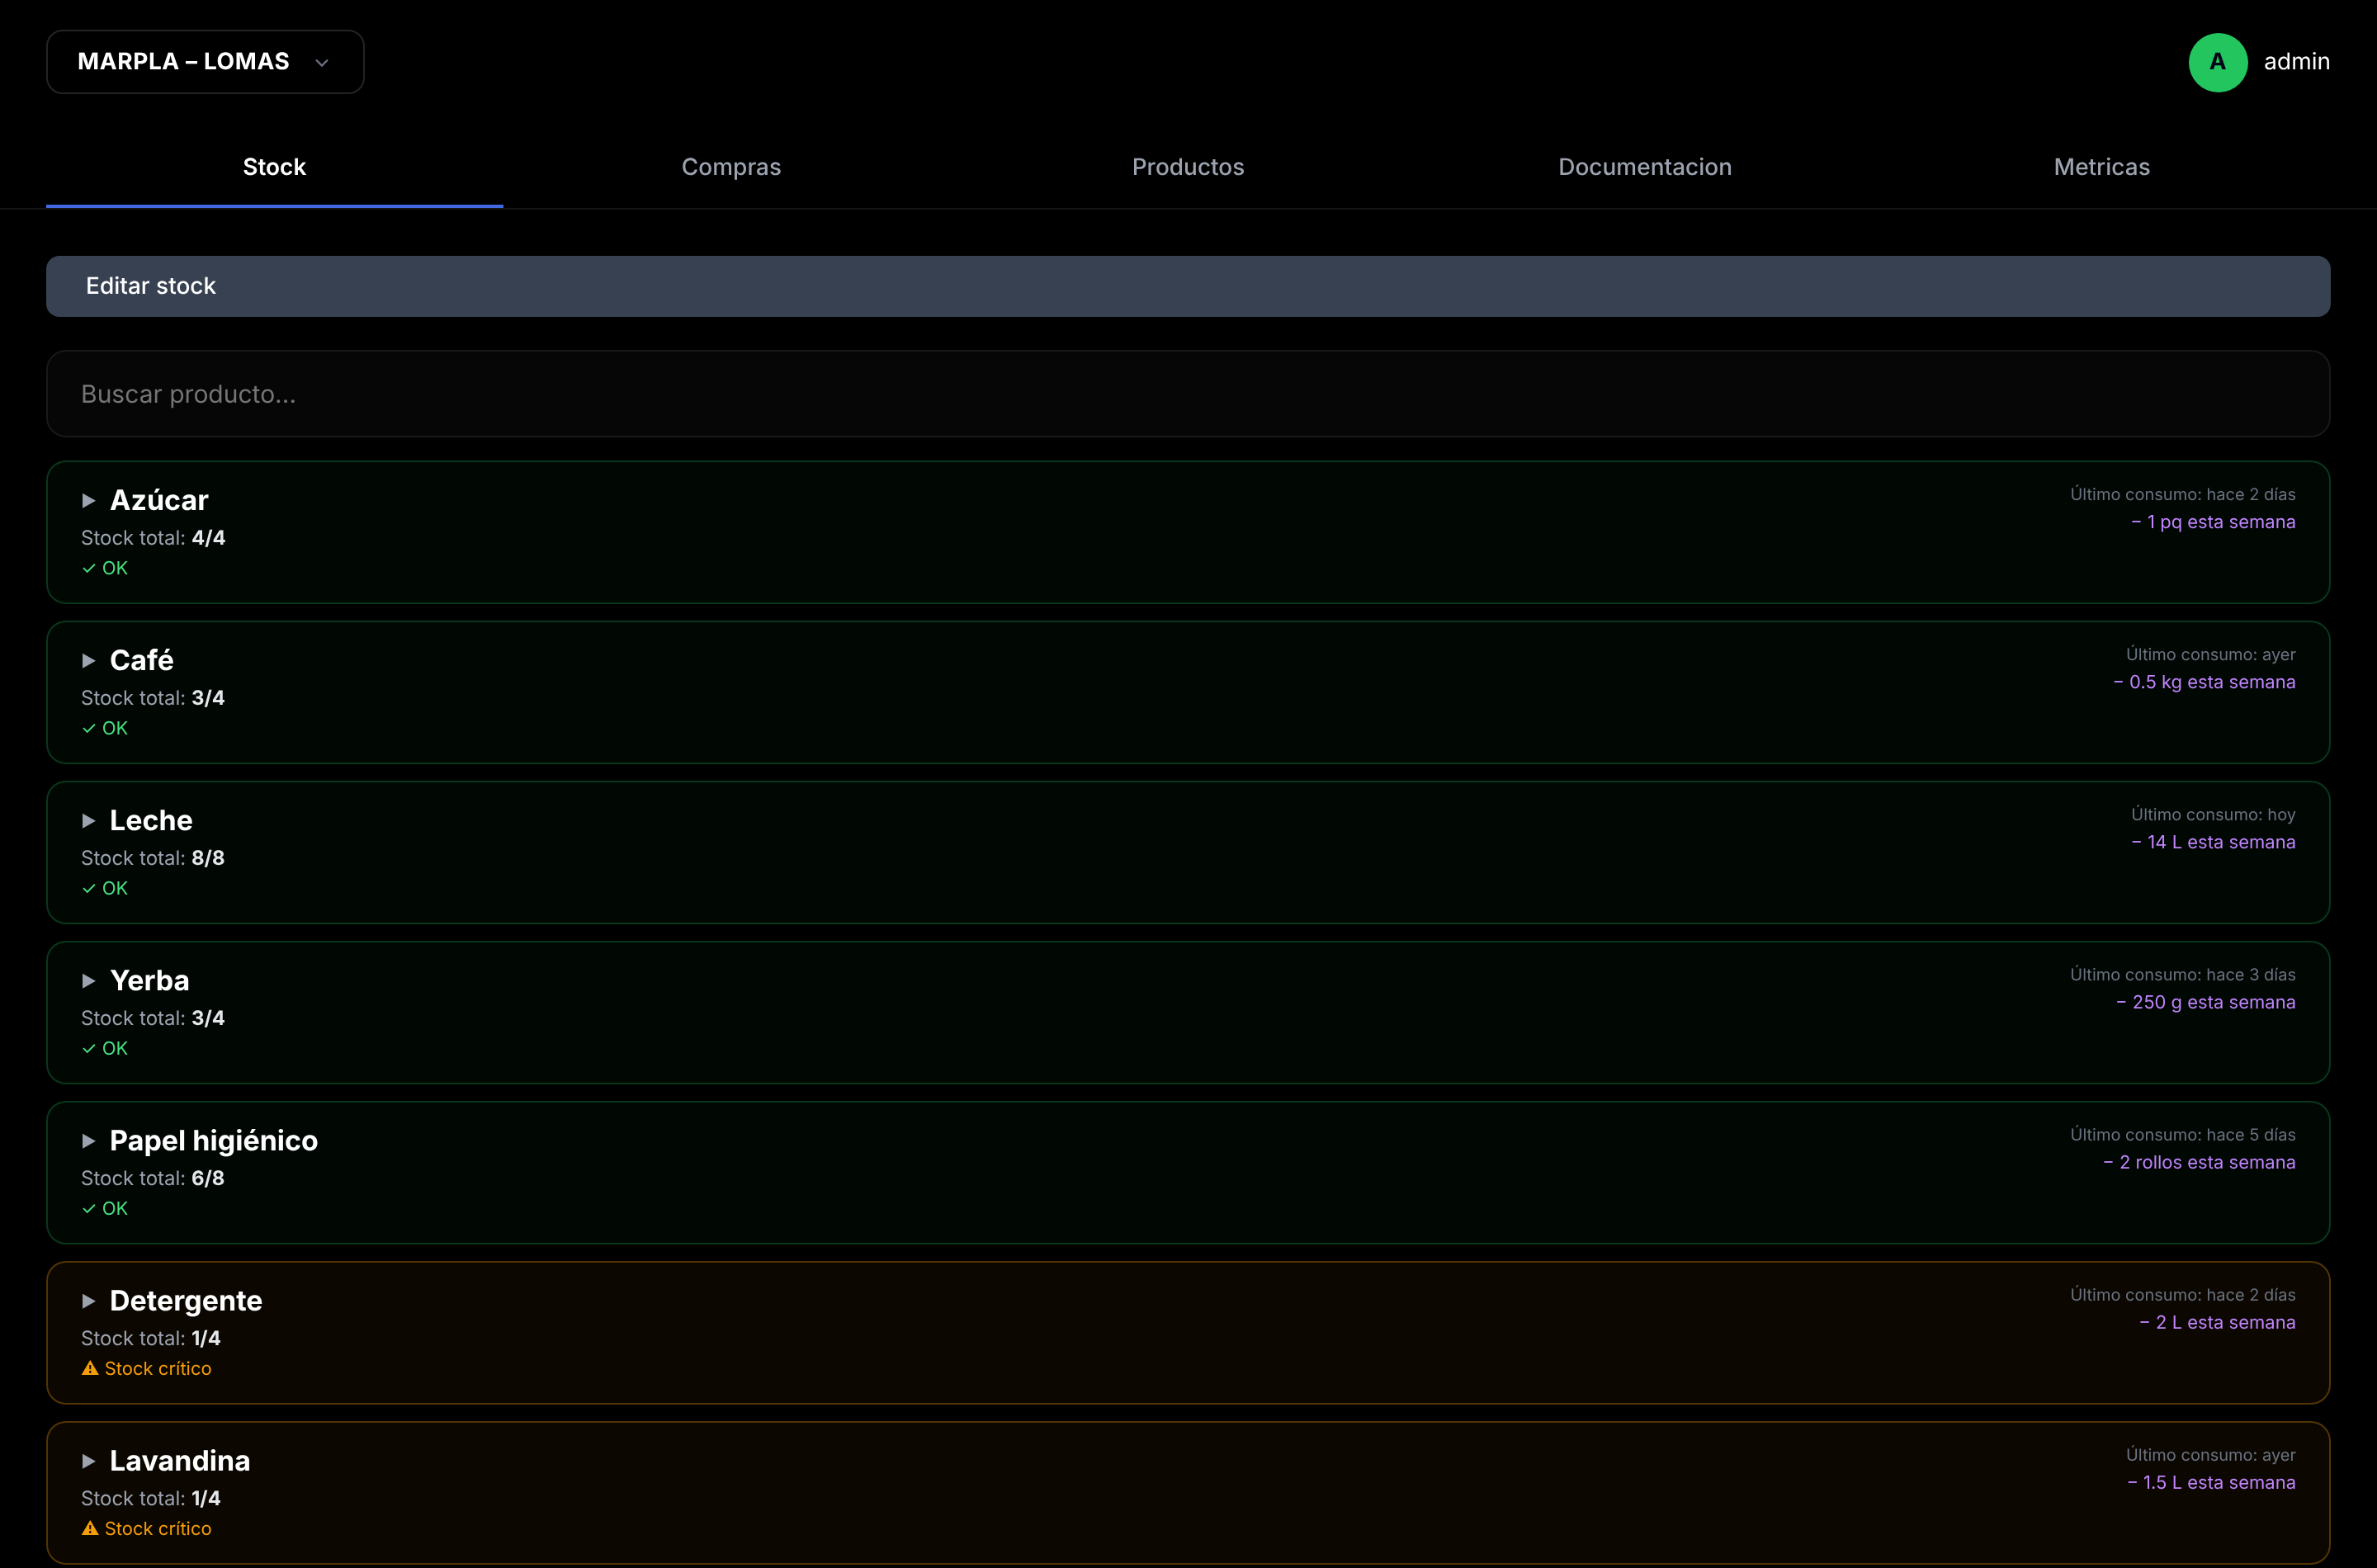 MARPLA – LOMAS
A admin
Stock Compras Productos Documentacion Metricas
Editar stock
Buscar producto...
Azúcar
Stock total: 4/4
✓ OK
Último consumo: hace 2 días
− 1 pq esta semana
Café
Stock total: 3/4
✓ OK
Último consumo: ayer
− 0.5 kg esta semana
Leche
Stock total: 8/8
✓ OK
Último consumo: hoy
− 14 L esta semana
Yerba
Stock total: 3/4
✓ OK
Último consumo: hace 3 días
− 250 g esta semana
Papel higiénico
Stock total: 6/8
✓ OK
Último consumo: hace 5 días
− 2 rollos esta semana
Detergente
Stock total: 1/4
⚠ Stock crítico
Último consumo: hace 2 días
− 2 L esta semana
Lavandina
Stock total: 1/4
⚠ Stock crítico
Último consumo: ayer
− 1.5 L esta semana